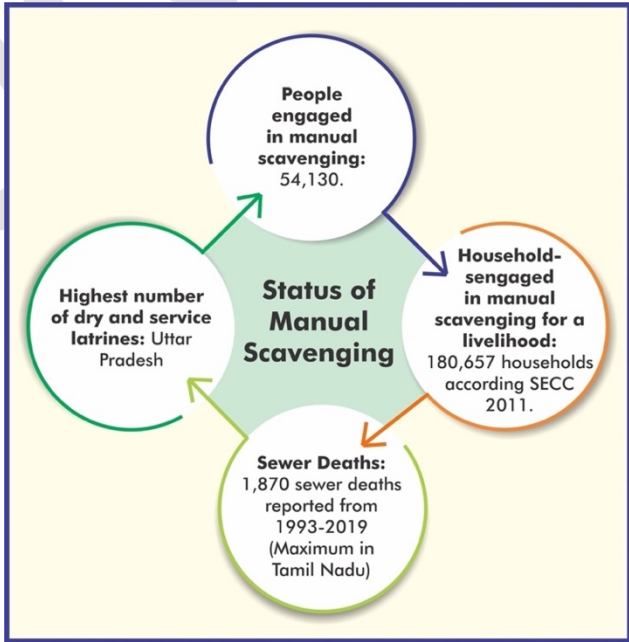 People
engaged
in manual
scavenging:
54,130.
Household-
sengaged
in manual
scavenging for a
livelihood:
180,657 households
according SECC
2011.
Status of
Manual
Scavenging
Highest number
of dry and service
latrines: Uttar
Pradesh
Sewer Deaths:
1,870 sewer deaths
reported from
1993-2019
(Maximum in
Tamil Nadu)